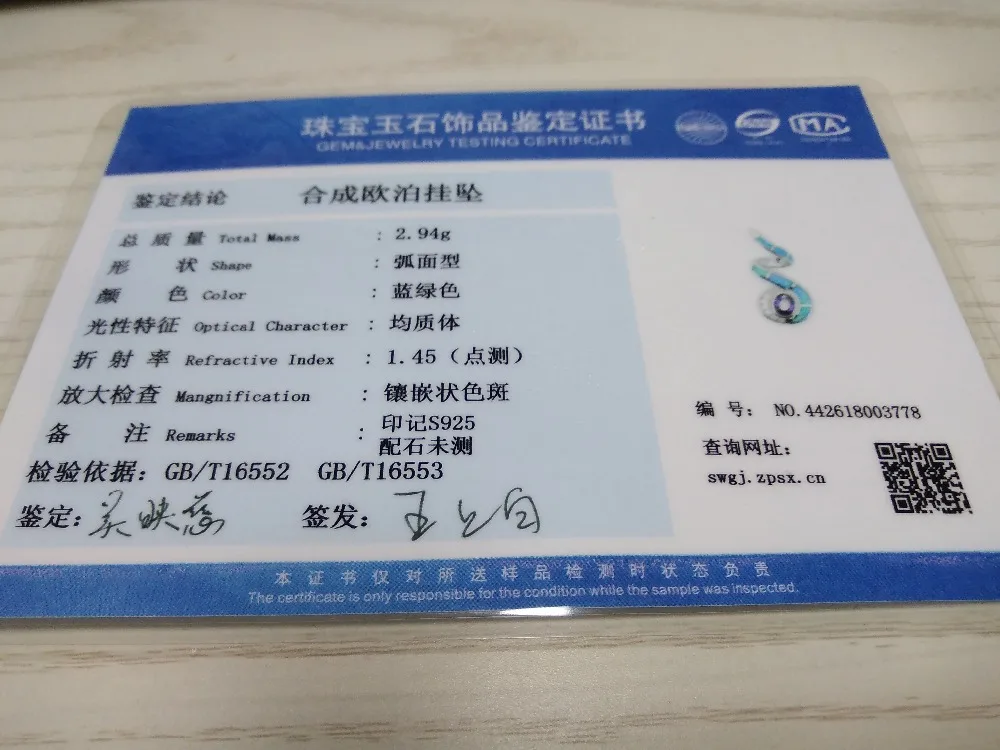 珠宝玉石饰品鉴定证书
GEM&JEWELRY TESTING CERTIFICATE
MA
鉴定结论 合成欧泊挂坠
总质量 Total Mass : 2.94g
形状 Shape : 弧面型
颜色 Color : 蓝绿色
光性特征 Optical Character : 均质体
折射率 Refractive Index : 1.45（点测）
放大检查 Mangnification : 镶嵌状色斑
备注 Remarks : 印记S925
配石未测
检验依据: GB/T16552 GB/T16553
鉴定: 签发:
编号: NO.442618003778
查询网址:
swgj.zpsx.cn
本证书仅对所送样品检测时状态负责
The certificate is only responsible for the condition while the sample was inspected.